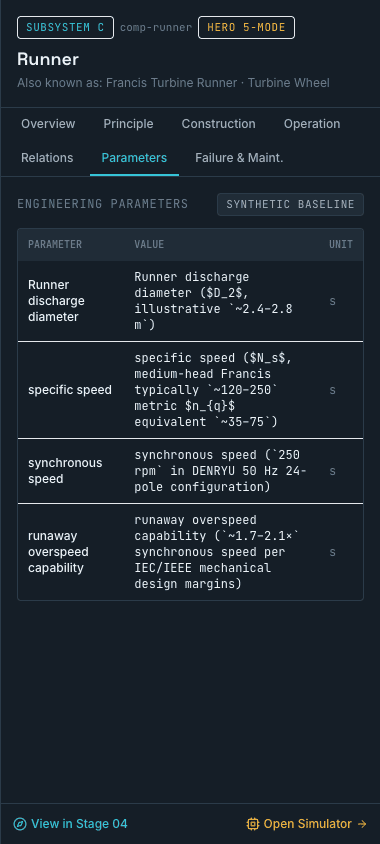 SUBSYSTEM C comp-runner HERO 5-MODE
Runner
Also known as: Francis Turbine Runner · Turbine Wheel
Overview Principle Construction Operation
Relations Parameters Failure & Maint.
ENGINEERING PARAMETERS SYNTHETIC BASELINE
PARAMETER VALUE UNIT
Runner discharge diameter
Runner discharge
diameter ($D_2$,
illustrative `~2.4–2.8
m`)
s
specific speed
specific speed ($N_s$,
medium-head Francis
typically `~120–250`
metric $n_{q}$
equivalent `~35–75`)
s
synchronous
speed
synchronous speed (`250
rpm` in DENRYU 50 Hz 24-
pole configuration)
s
runaway
overspeed
capability
runaway overspeed
capability (`~1.7–2.1×`
synchronous speed per
IEC/IEEE mechanical
design margins)
s
View in Stage 04 Open Simulator →